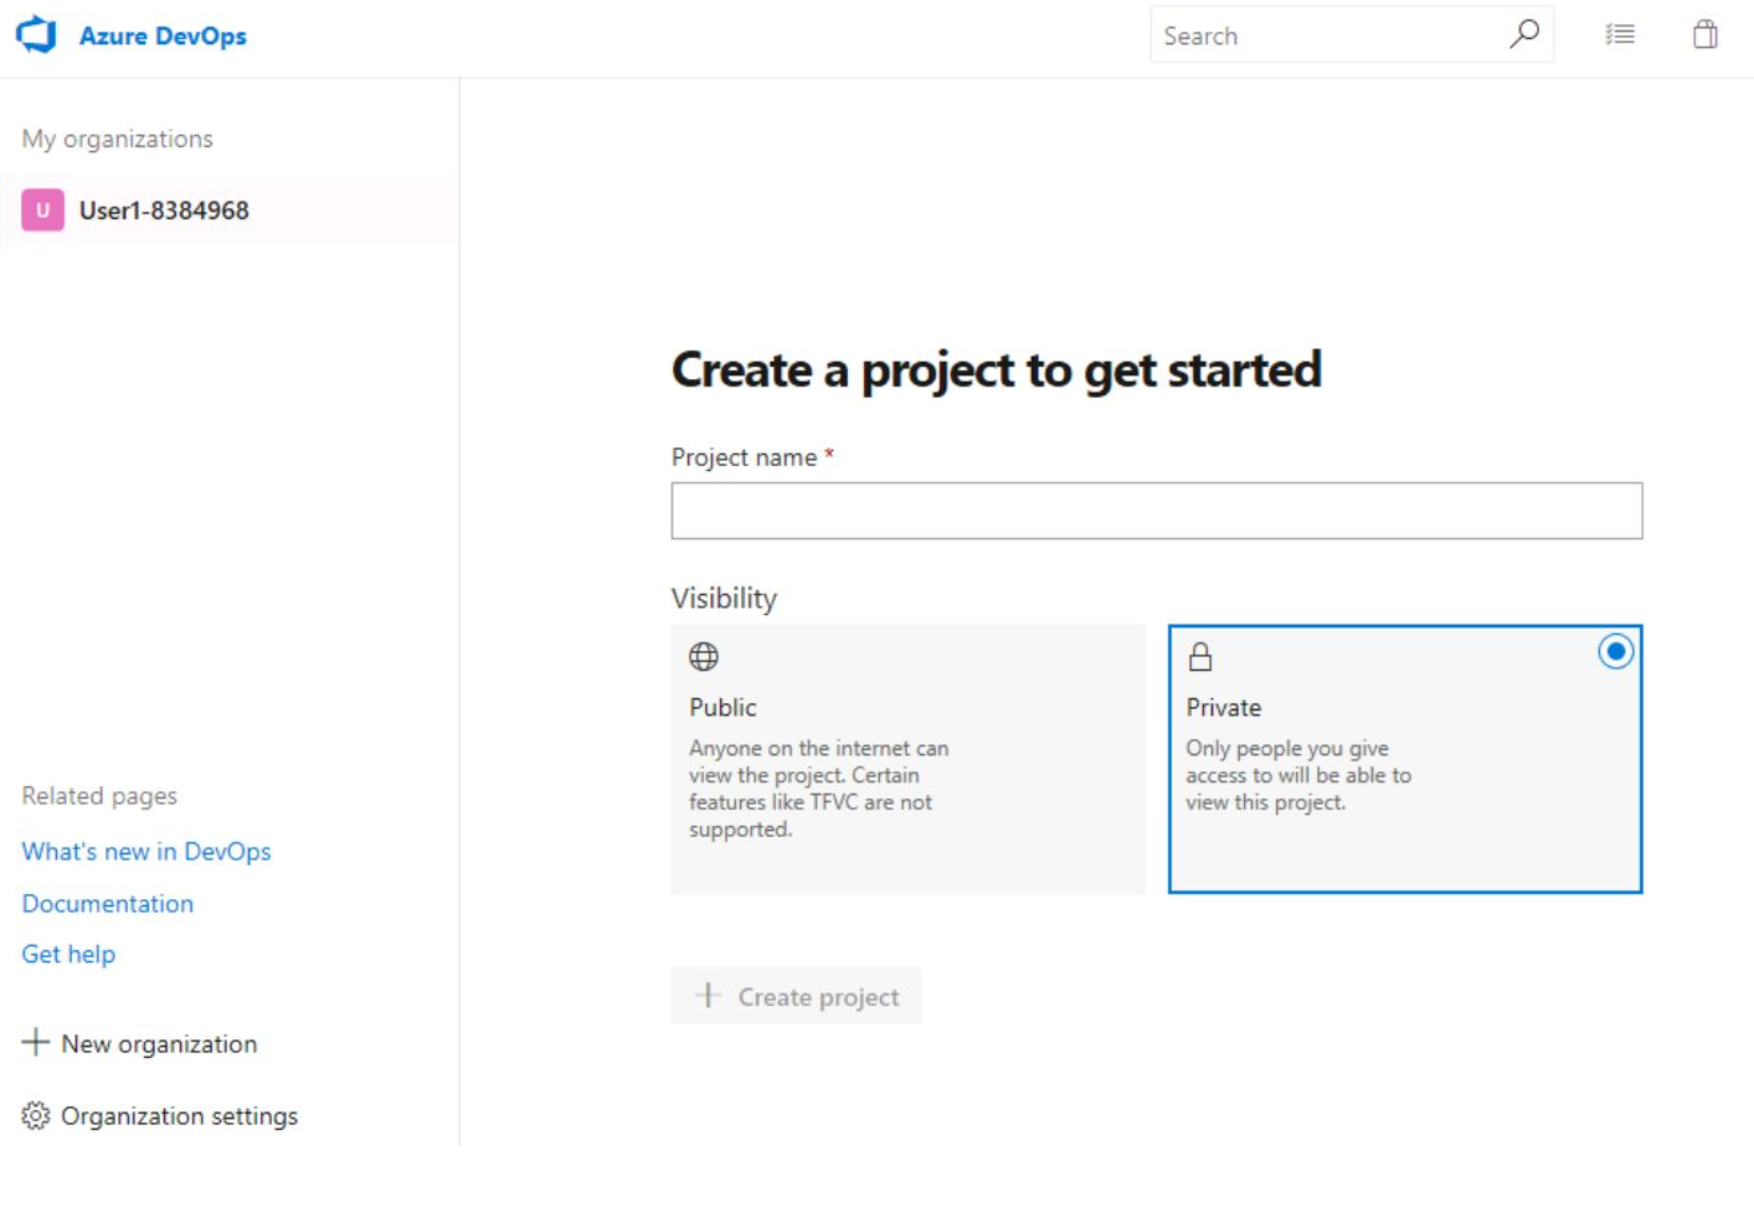 Azure DevOps
Search
My organizations
U
User1-8384968
Create a project to get started
Project name *
Visibility
Public
Anyone on the internet can
view the project. Certain
features like TFVC are not
supported.
Private
Only people you give
access to will be able to
view this project.
Related pages
What's new in DevOps
Documentation
Get help
+ Create project
+ New organization
Organization settings